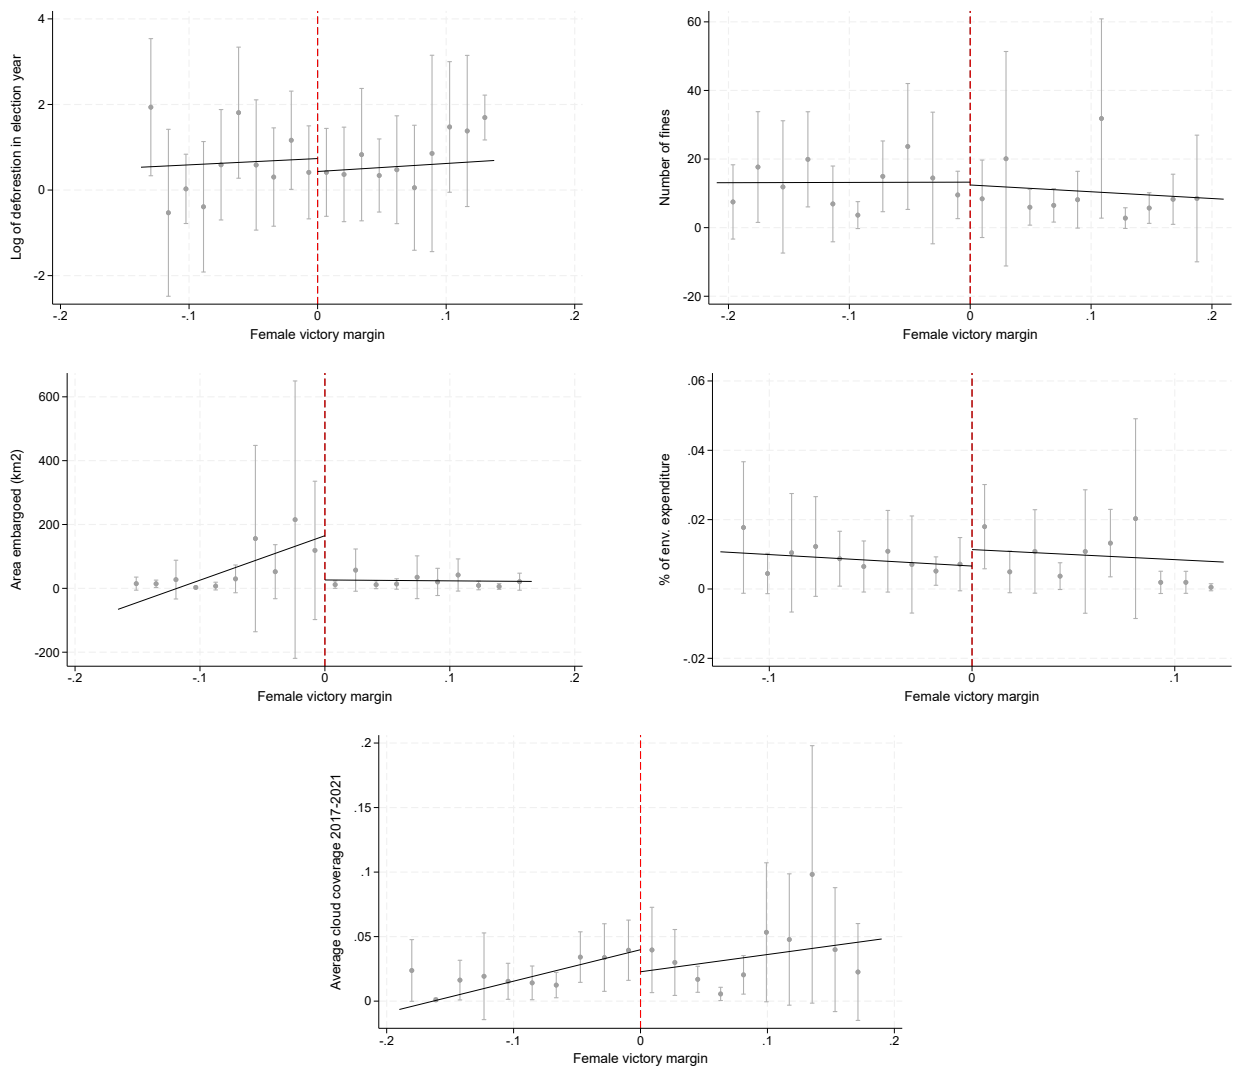 Log of deforestion in election year
4
2
0
-2
-.2 -.1 0 .1 .2
Female victory margin
Number of fines
60
40
20
0
-20
-.2 -.1 0 .1 .2
Female victory margin
Area embargoed (km2)
600
400
200
0
-200
-.2 -.1 0 .1 .2
Female victory margin
% of env. expenditure
.06
.04
.02
0
-.02
-.1 0 .1
Female victory margin
Average cloud coverage 2017-2021
.2
.15
.1
.05
0
-.2 -.1 0 .1 .2
Female victory margin